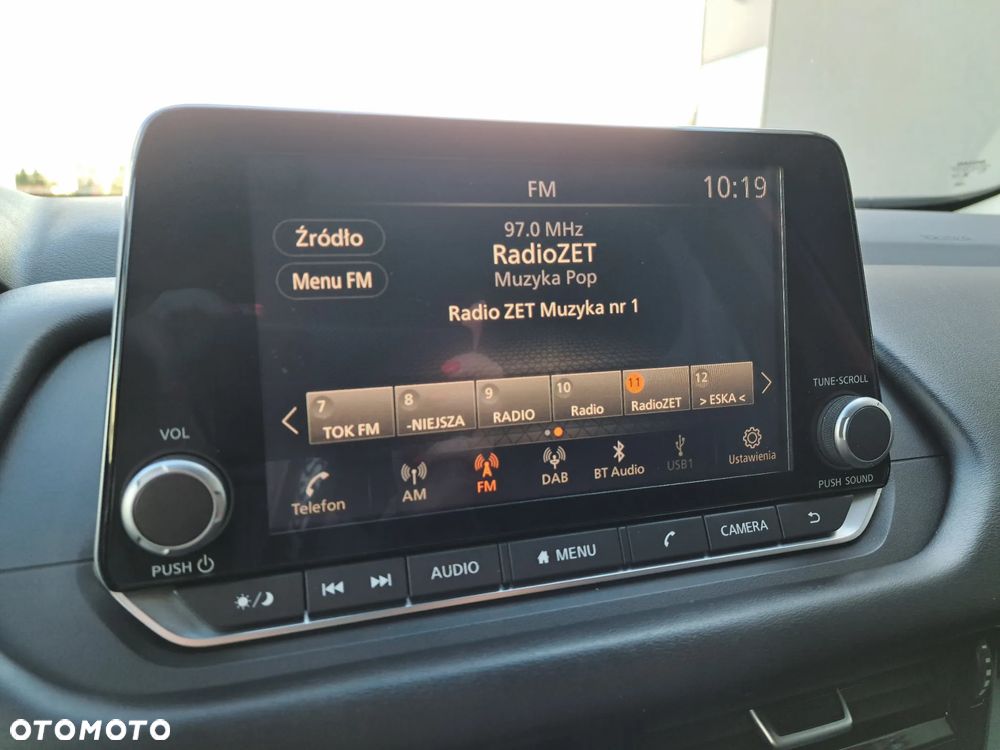 FM
10:19
Źródło
97.0 MHz
RadioZET
Menu FM
Muzyka Pop
Radio ZET Muzyka nr 1
7
TOK FM
8
-NIEJSZA
9
RADIO
10
Radio
11
RadioZET
12
> ESKA <
Telefon
AM
FM
DAB
BT Audio
USB1
Ustawienia
VOL
PUSH
TUNE·SCROLL
PUSH SOUND
AUDIO
MENU
CAMERA
OTOMOTO